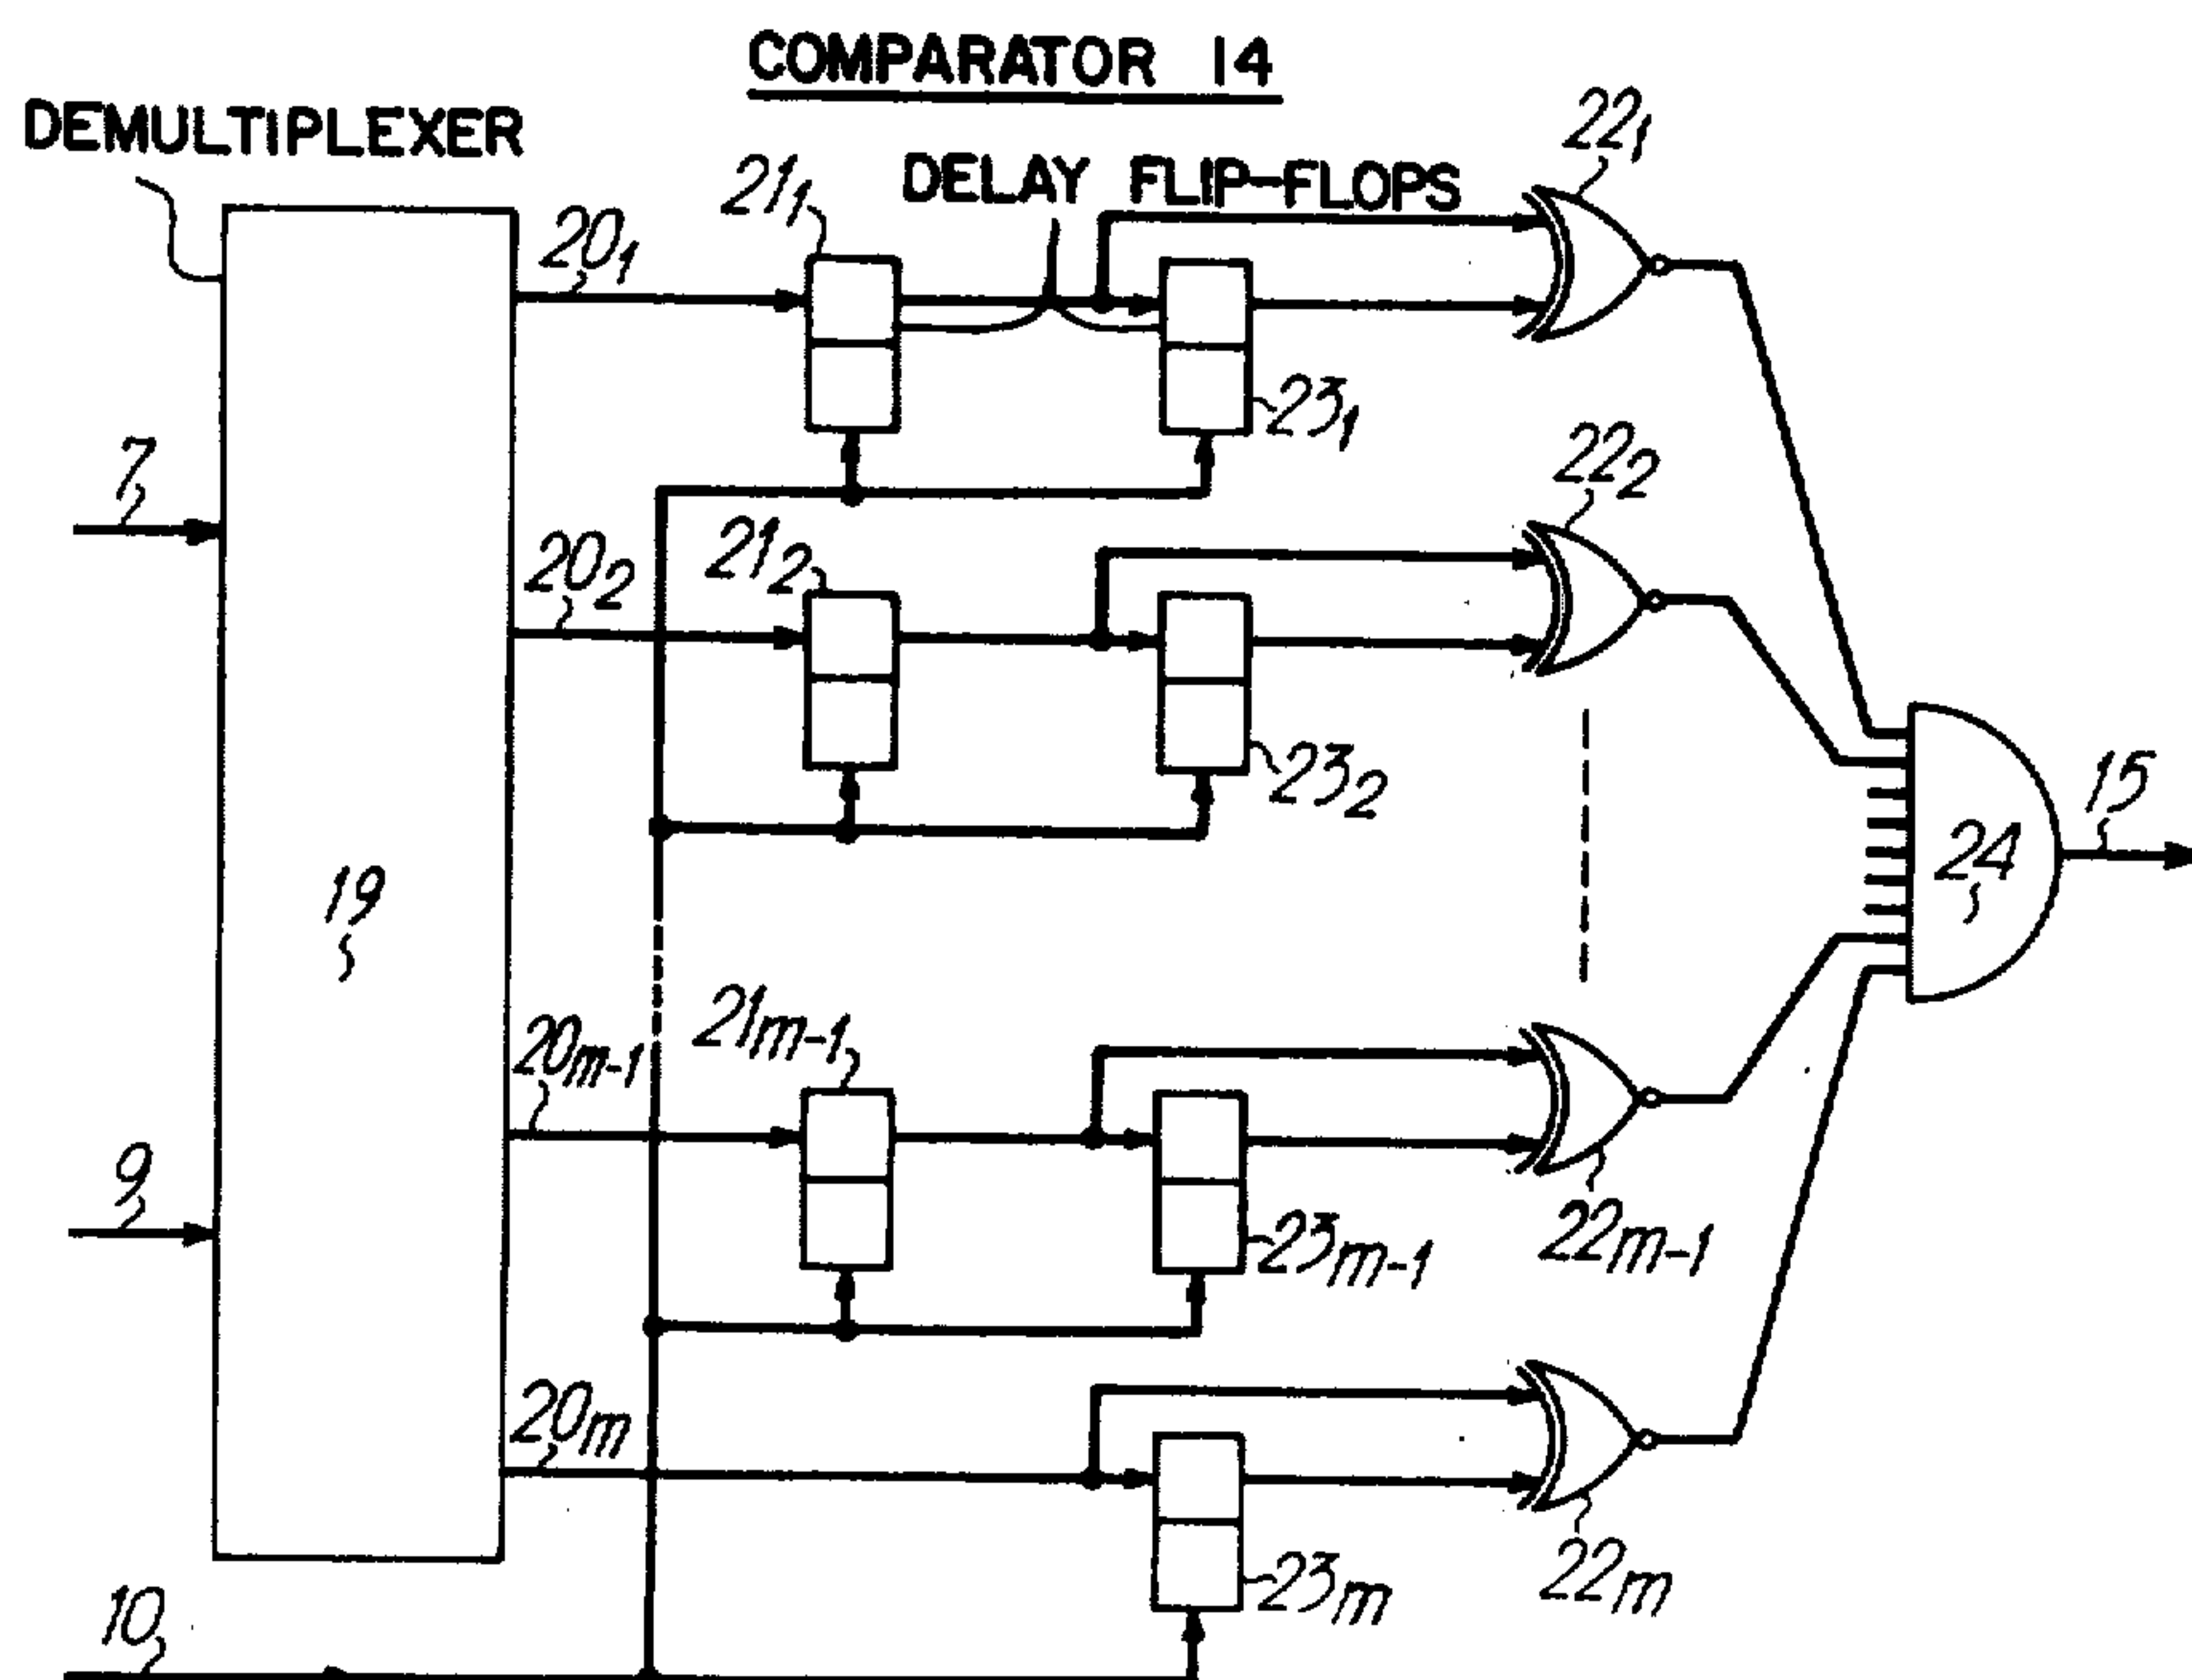 COMPARATOR 14
DEMULTIPLEXER
DELAY FLIP-FLOPS
22₁
21₁
20₁
23₁
7
22₂
21₂
20₂
23₂
15
24
19
21m-1
20m-1
9
23m-1
22m-1
20m
22m
23m
10